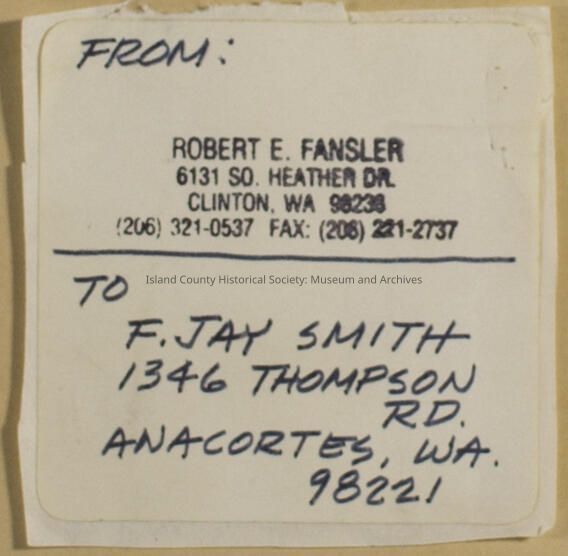 FROM:
ROBERT E. FANSLER
6131 SO. HEATHER DR.
CLINTON, WA 98236
(206) 321-0537 FAX: (206) 221-2737
TO
Island County Historical Society: Museum and Archives
F. JAY SMITH
1346 THOMPSON
RD.
ANACORTES, WA.
98221